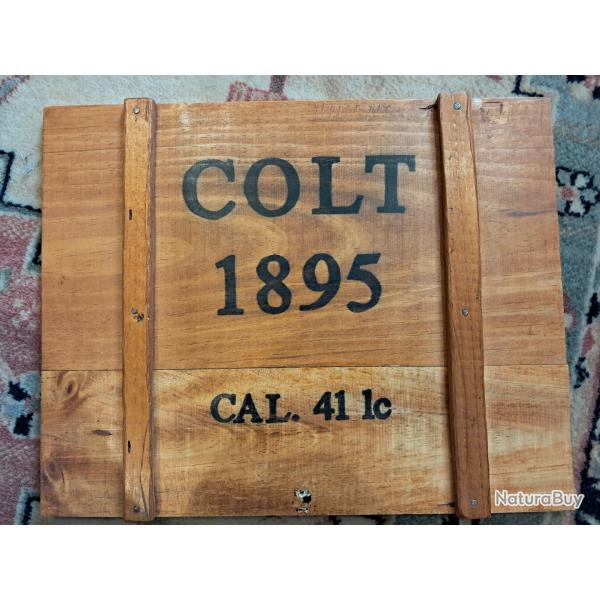 COLT
1895
CAL. 41 lc
NaturaBuy